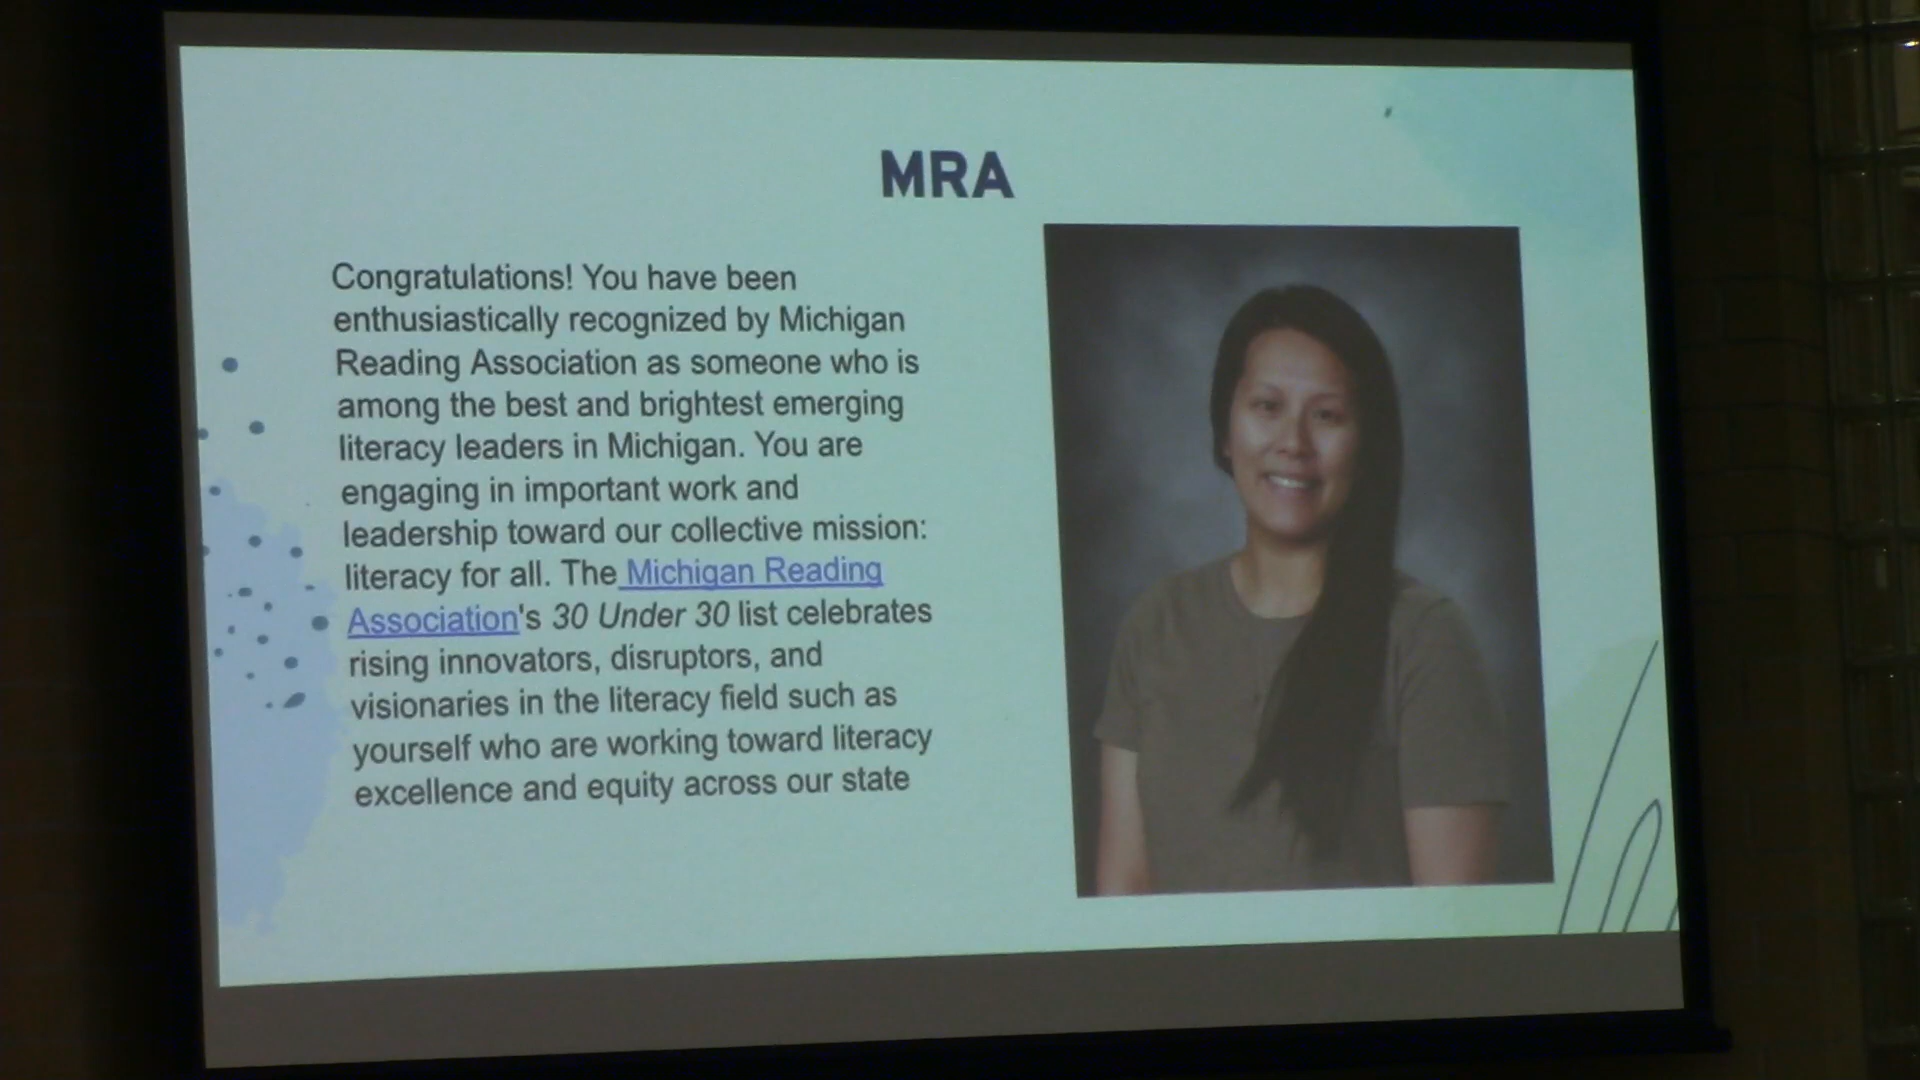 MRA
Congratulations! You have been
enthusiastically recognized by Michigan
Reading Association as someone who is
among the best and brightest emerging
literacy leaders in Michigan. You are
engaging in important work and
leadership toward our collective mission:
literacy for all. The Michigan Reading
Association's 30 Under 30 list celebrates
rising innovators, disruptors, and
visionaries in the literacy field such as
yourself who are working toward literacy
excellence and equity across our state